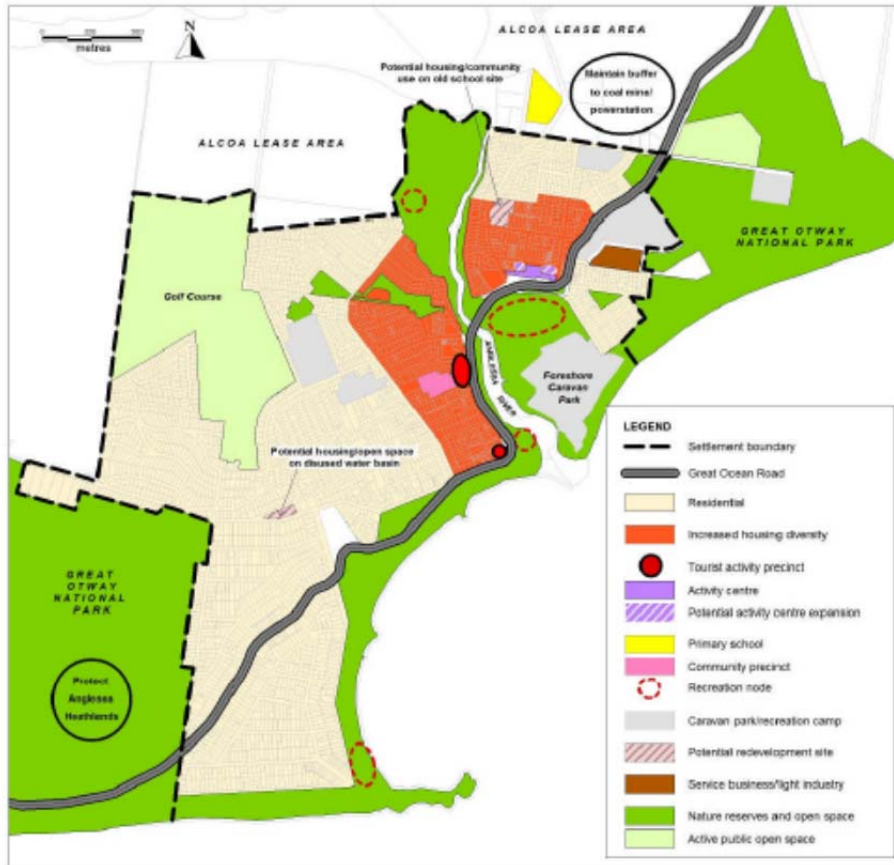 N
metres
ALCOA LEASE AREA
Potential housing/community
use on old school site
Maintain buffer
to coal mine/
powerstation
ALCOA LEASE AREA
GREAT OTWAY
NATIONAL PARK
Golf Course
ANGLESEA
RIVER
Foreshore
Caravan
Park
Potential housing/open space
on disused water basin
GREAT
OTWAY
NATIONAL
PARK
Protect
Anglesea
Heathlands
LEGEND
Settlement boundary
Great Ocean Road
Residential
Increased housing diversity
Tourist activity precinct
Activity centre
Potential activity centre expansion
Primary school
Community precinct
Recreation node
Caravan park/recreation camp
Potential redevelopment site
Service business/light industry
Nature reserves and open space
Active public open space